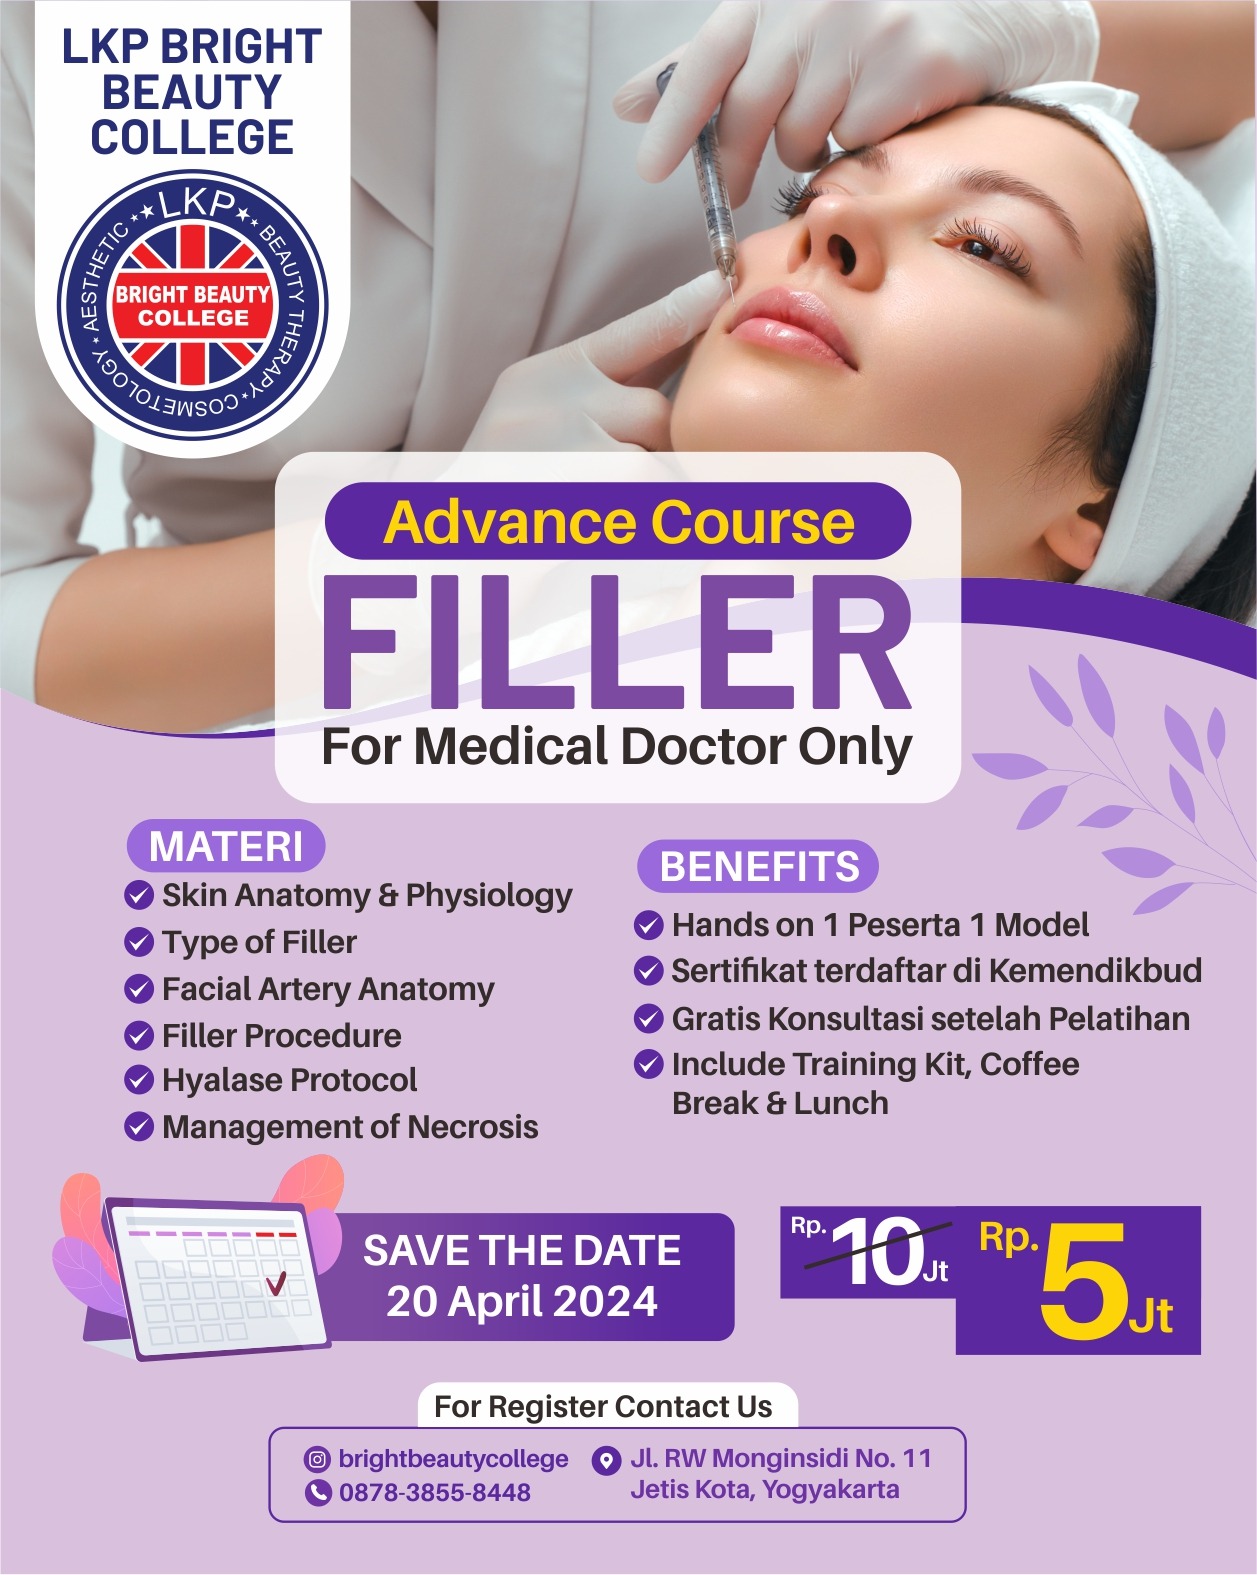 LKP BRIGHT
BEAUTY
COLLEGE
LKP
AESTHETIC
BEAUTY THERAPY
COSMETOLOGY
BRIGHT BEAUTY
COLLEGE
Advance Course
FILLER
For Medical Doctor Only
MATERI
Skin Anatomy & Physiology
Type of Filler
Facial Artery Anatomy
Filler Procedure
Hyalase Protocol
Management of Necrosis
BENEFITS
Hands on 1 Peserta 1 Model
Sertifikat terdaftar di Kemendikbud
Gratis Konsultasi setelah Pelatihan
Include Training Kit, Coffee
Break & Lunch
SAVE THE DATE
20 April 2024
Rp. 10 Jt
Rp. 5 Jt
For Register Contact Us
brightbeautycollege
0878-3855-8448
Jl. RW Monginsidi No. 11
Jetis Kota, Yogyakarta